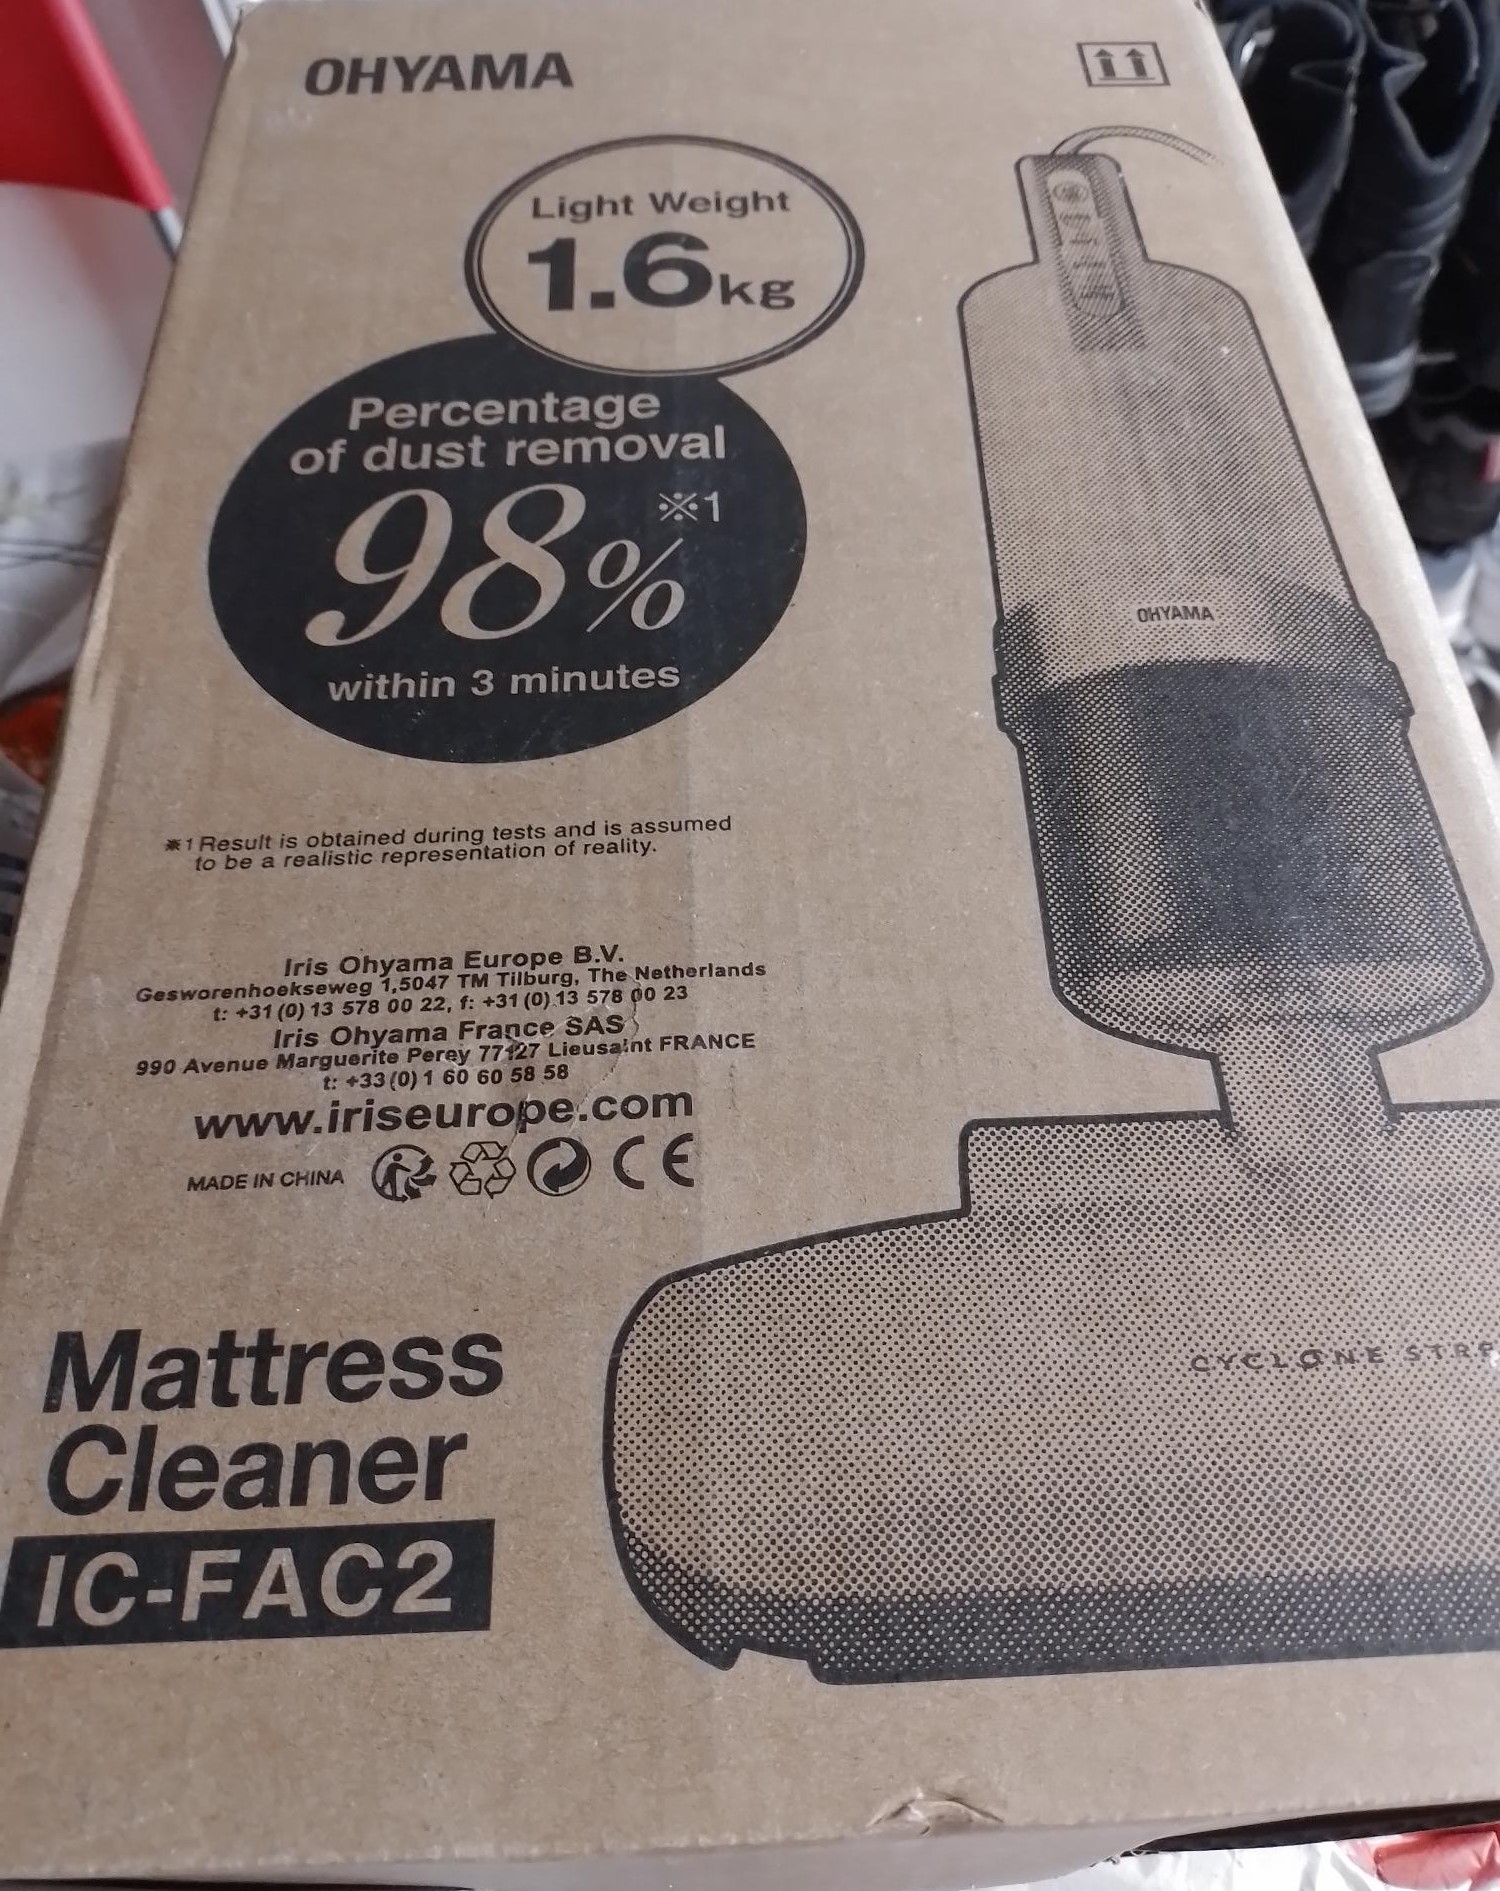 OHYAMA
Light Weight
1.6kg
Percentage
of dust removal
98% ※1
within 3 minutes
OHYAMA
※1 Result is obtained during tests and is assumed
to be a realistic representation of reality.
Iris Ohyama Europe B.V.
Gesworenhoekseweg 1,5047 TM Tilburg, The Netherlands
t: +31(0) 13 578 00 22, f: +31(0) 13 578 00 23
Iris Ohyama France SAS
990 Avenue Marguerite Perey 77127 Lieusaint FRANCE
t: +33(0) 1 60 60 58 58
www.iriseurope.com
MADE IN CHINA CE
CYCLONE
Mattress
Cleaner
IC-FAC2